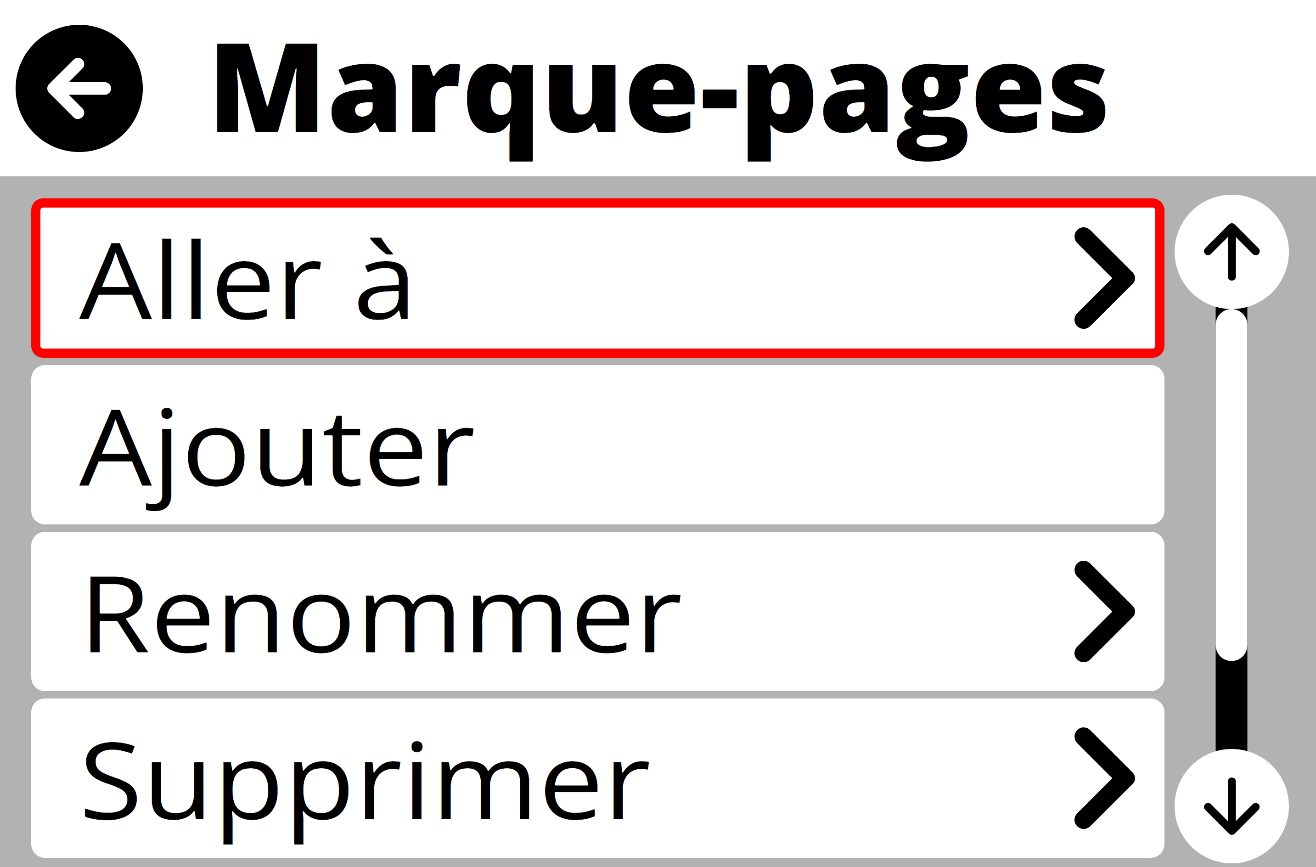 Marque-pages
Aller à
Ajouter
Renommer
Supprimer